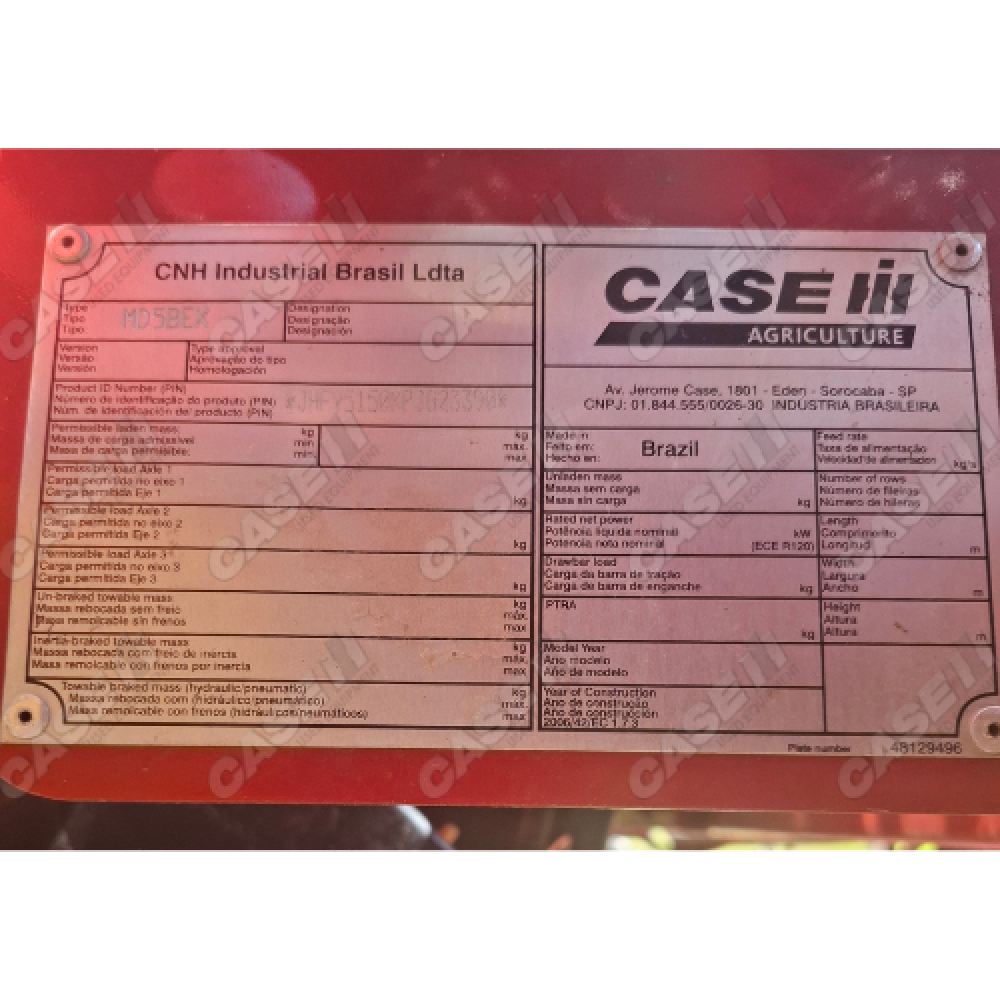 CNH Industrial Brasil Ldta
Type
Tipo
Tipo
MD5BEX
Designation
Designação
Designación
Version
Versão
Versión
Type approvel
Aprovação do tipo
Homologación
Product ID Number (PIN)
Número de identificação do produto (PIN)
Núm. de identificación del producto (PIN)
Permissible laden mass:
Massa de carga admissível
Masa de carga permisible:
kg
min.
min.
kg
máx.
max.
Permissible load Axle 1
Carga permitida no eixo 1
Carga permitida Eje 1
kg
Permissible load Axle 2
Carga permitida no eixo 2
Carga permitida Eje 2
kg
Permissible load Axle 3
Carga permitida no eixo 3
Carga permitida Eje 3
kg
Un-braked towable mass
Massa rebocada sem freio
Masa remolcable sin frenos
kg
máx.
max
Inertia-braked towable mass
Massa rebocada com freio de inercia
Masa remolcable con frenos por inercia
kg
máx.
max
Towable braked mass (hydraulic/pneumatic)
Massa rebocada com (hidráulico/pneumático)
Masa remolcable con frenos (hidráulicos/neumáticos)
kg
máx.
max
CASE IH
AGRICULTURE
Av. Jerome Case, 1801 - Eden - Sorocaba - SP
CNPJ: 01.844.555/0026-30 INDÚSTRIA BRASILEIRA
Made in:
Feito em:
Hecho en:
Brazil
Feed rate
Taxa de alimentação
Velocidad de alimentacion
kg/s
Unladen mass
Massa sem carga
Masa sin carga
kg
Number of rows
Número de fileiras
Número de hileras
Rated net power
Potência liquida nominal
Potencia nota nominal
kW
(ECE R120)
Length
Comprimento
Longitud
m
Drawbar load
Carga da barra de tração
Carga de barra de enganche
kg
Width
Largura
Ancho
m
PTRA
kg
Height
Altura
Altura
m
Model Year
Ano modelo
Año de modelo
Year of Construction
Ano de construção
Ano de construcción
2006/42/EC 1.7.3
Plate number
48129496